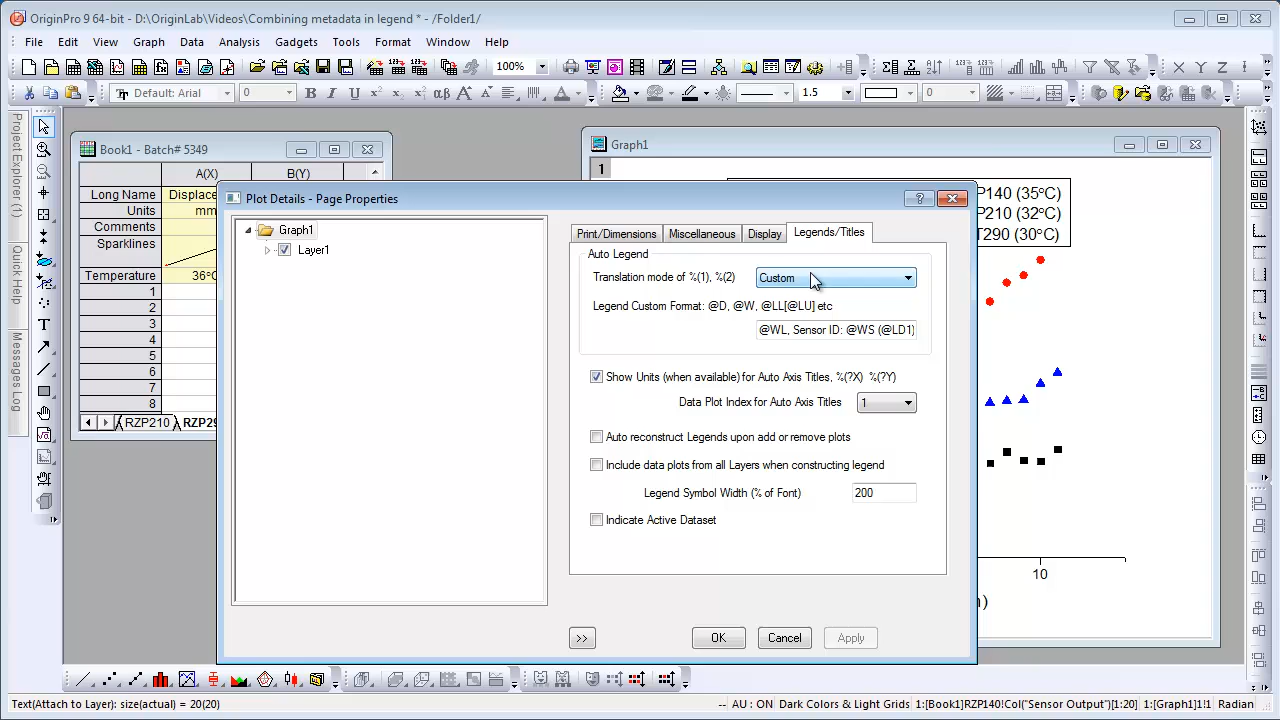 OriginPro 9 64-bit - D:\OriginLab\Videos\Combining metadata in legend * - /Folder1/
File Edit View Graph Data Analysis Gadgets Tools Format Window Help
100%
Default: Arial 0 B I U 1.5 0
Project Explorer (1)
Quick Help
Messages Log
Book1 - Batch# 5349
A(X) B(Y)
Long Name Displace
Units mm
Comments
Sparklines
Temperature 36°C
1
2
3
4
5
6
7
8
RZP210 RZP29
Graph1
1
ZP140 (35°C)
P210 (32°C)
T290 (30°C)
10
Plot Details - Page Properties
Graph1
Layer1
Print/Dimensions Miscellaneous Display Legends/Titles
Auto Legend
Translation mode of %(1), %(2) Custom
Legend Custom Format: @D, @W, @LL[@LU] etc
@WL, Sensor ID: @WS (@LD1)
Show Units (when available) for Auto Axis Titles, %(?X) %(?Y)
Data Plot Index for Auto Axis Titles 1
Auto reconstruct Legends upon add or remove plots
Include data plots from all Layers when constructing legend
Legend Symbol Width (% of Font) 200
Indicate Active Dataset
>> OK Cancel Apply
Text(Attach to Layer): size(actual) = 20(20) -- AU : ON Dark Colors & Light Grids 1:[Book1]RZP140!Col("Sensor Output")[1:20] 1:[Graph1]1!1 Radian